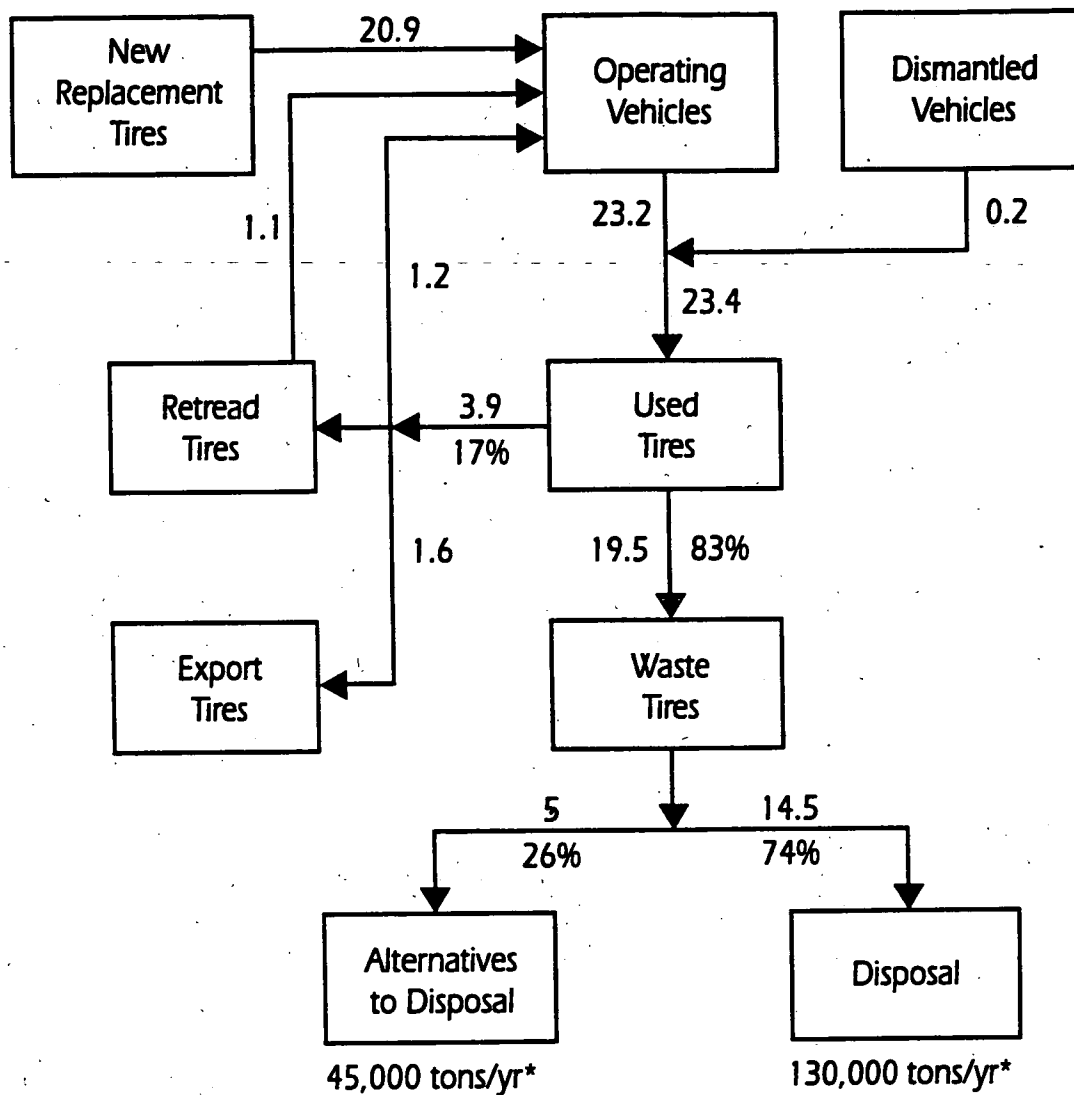 20.9
New
Replacement
Tires
Operating
Vehicles
Dismantled
Vehicles
1.1
1.2
23.2
0.2
23.4
Retread
Tires
3.9
17%
Used
Tires
1.6
19.5
83%
Export
Tires
Waste
Tires
5
26%
14.5
74%
Alternatives
to Disposal
Disposal
45,000 tons/yr*
130,000 tons/yr*